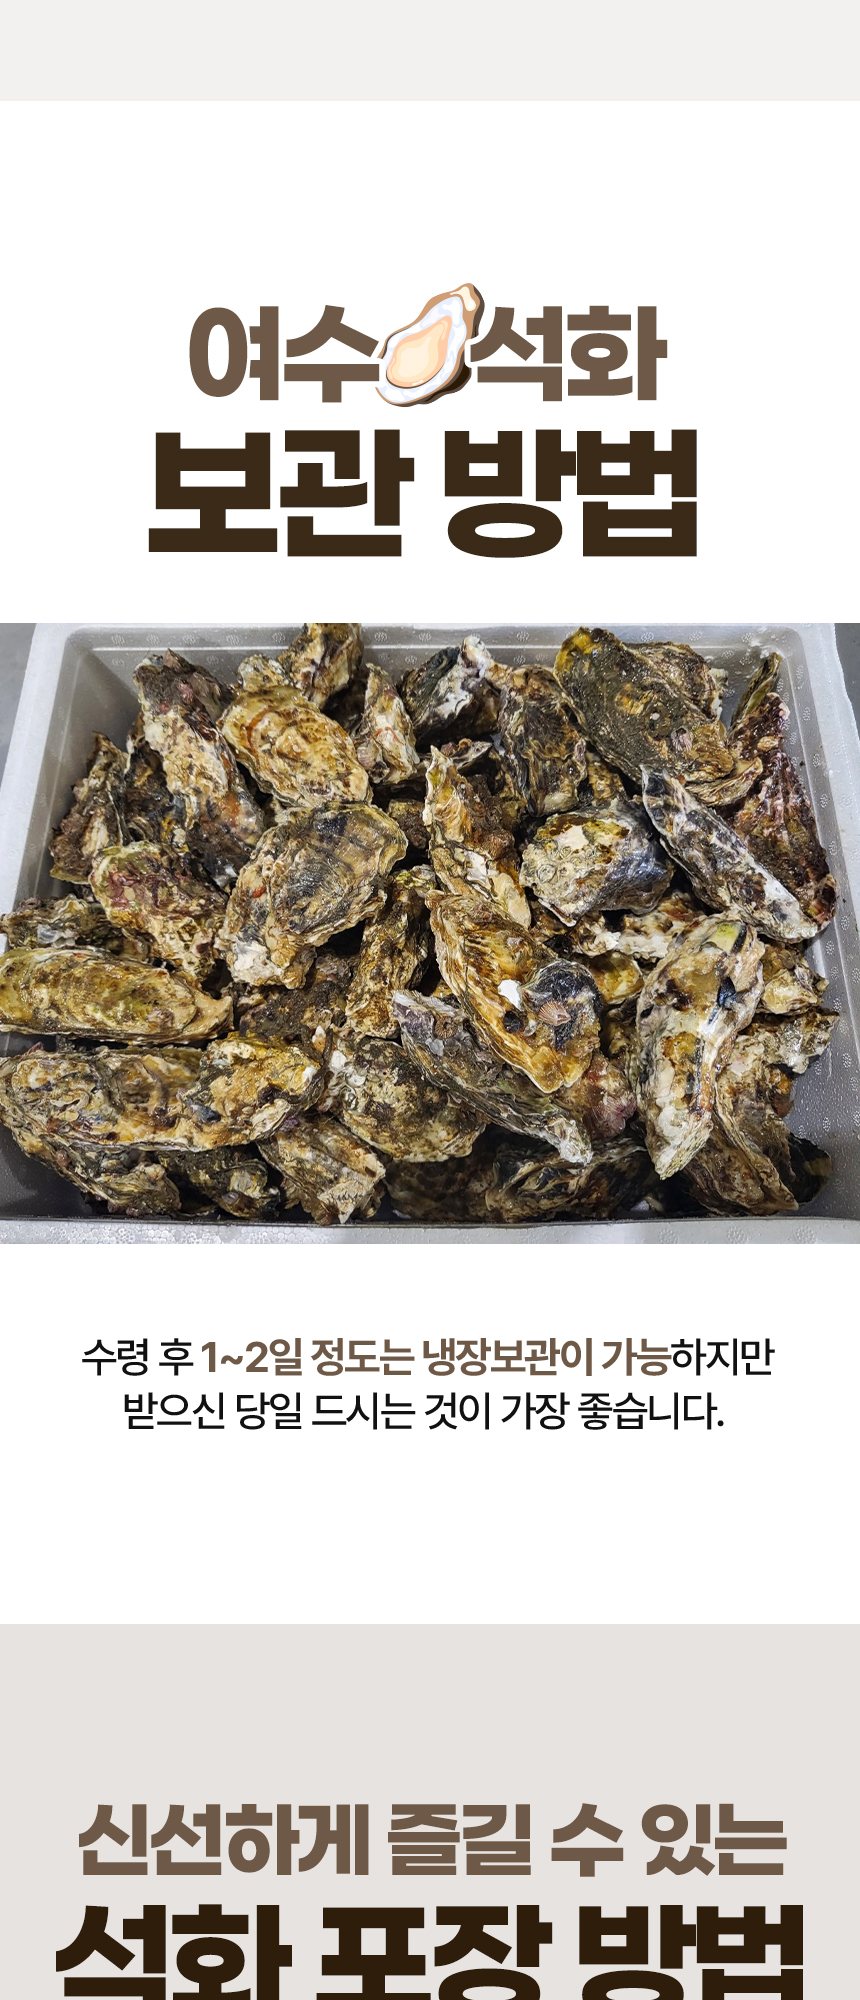 여수 석화
보관 방법
수령 후 1~2일 정도는 냉장보관이 가능하지만
받으신 당일 드시는 것이 가장 좋습니다.
신선하게 즐길 수 있는
석화 포장 방법